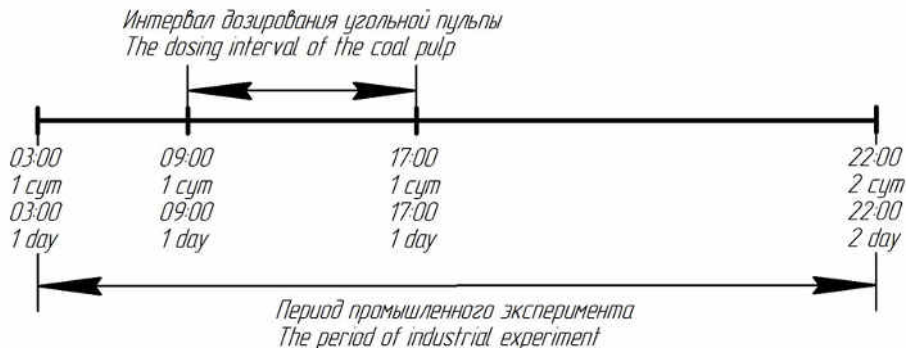 Интервал дозирования угольной пульпы
The dosing interval of the coal pulp
03:00 09:00 17:00 22:00
1 сут 1 сут 1 сут 2 сут
03:00 09:00 17:00 22:00
1 day 1 day 1 day 2 day
Период промышленного эксперимента
The period of industrial experiment